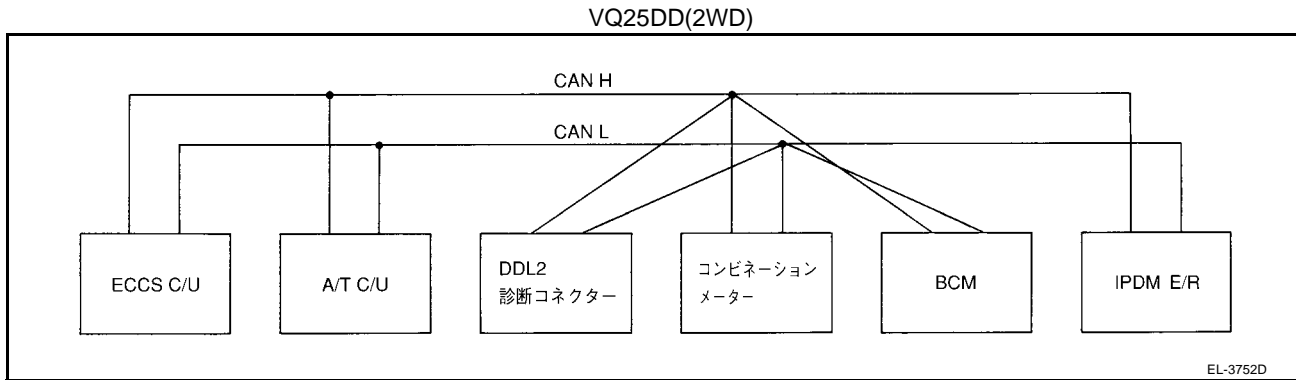 VQ25DD(2WD)
CAN H
CAN L
ECCS C/U
A/T C/U
DDL2
診断コネクター
コンビネーション
メーター
BCM
IPDM E/R
EL-3752D